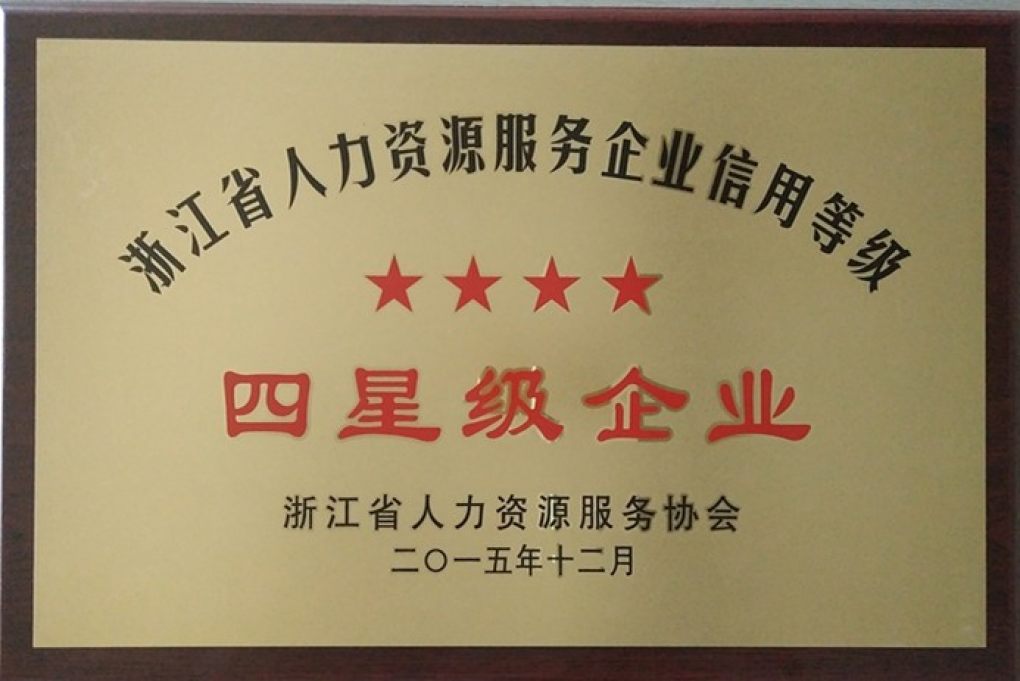 浙江省人力资源服务企业信用等级
★★★★
四星级企业
浙江省人力资源服务协会
二〇一五年十二月